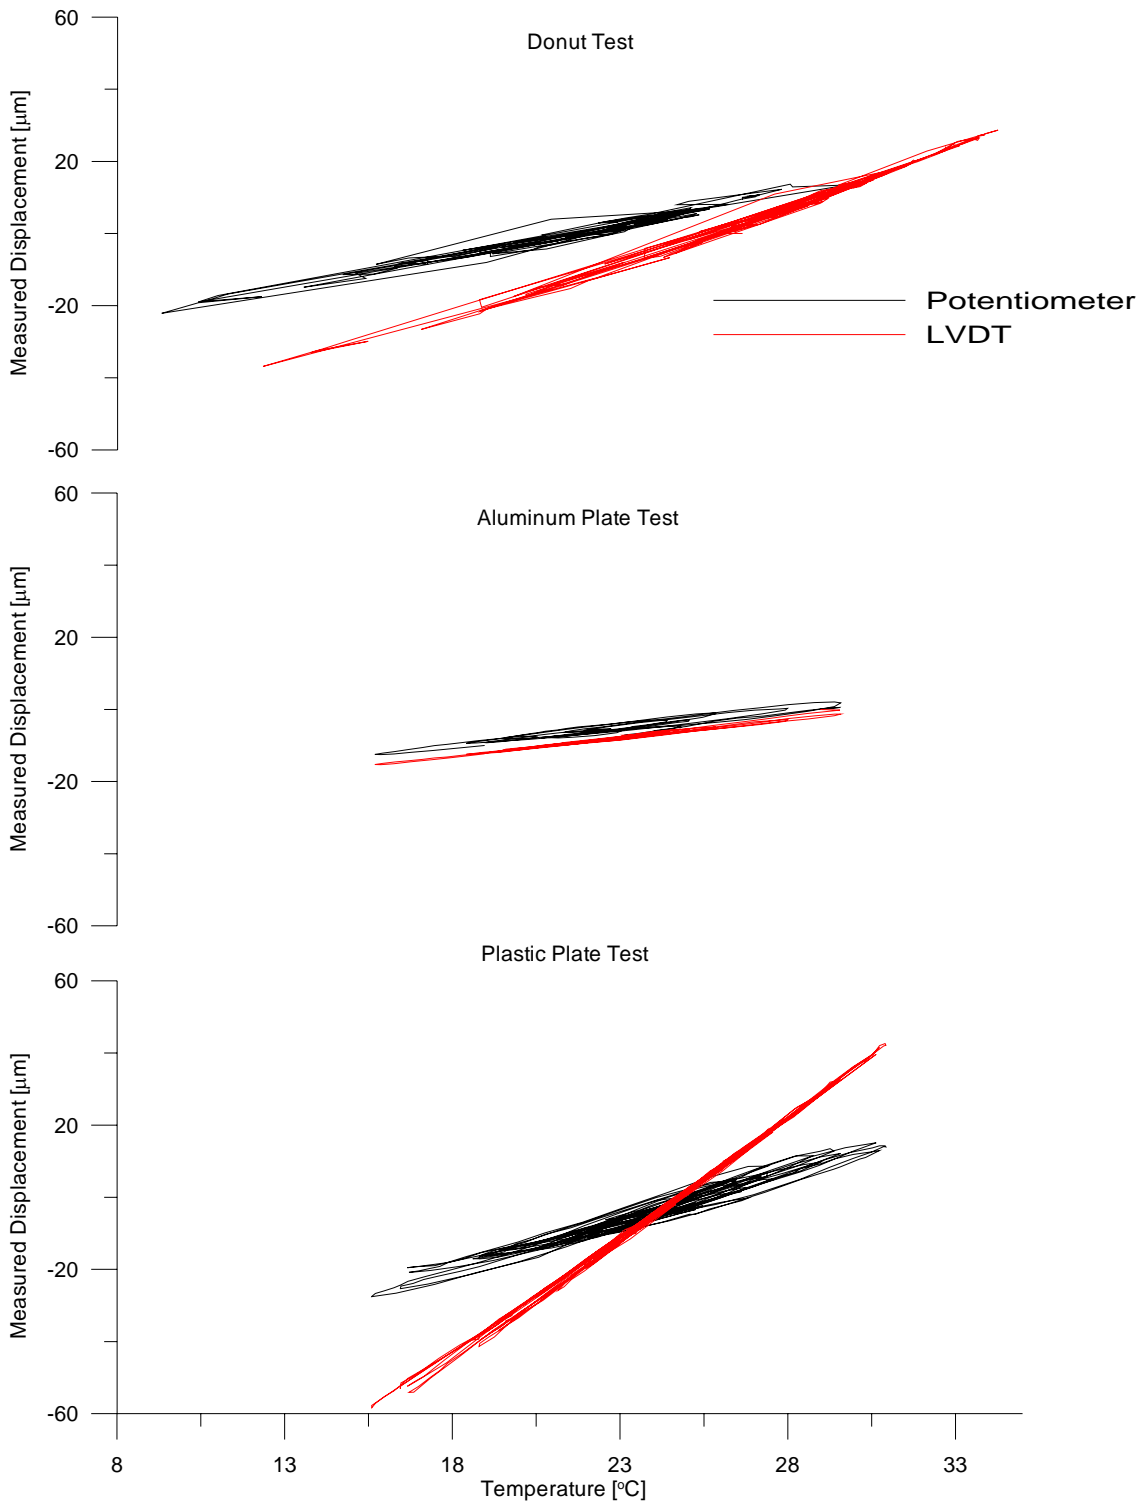 60
Donut Test
20
-20
-60
Measured Displacement [μm]
Potentiometer
LVDT
60
Aluminum Plate Test
20
-20
-60
Measured Displacement [μm]
Plastic Plate Test
60
20
-20
-60
Measured Displacement [μm]
8 13 18 23 28 33
Temperature [°C]